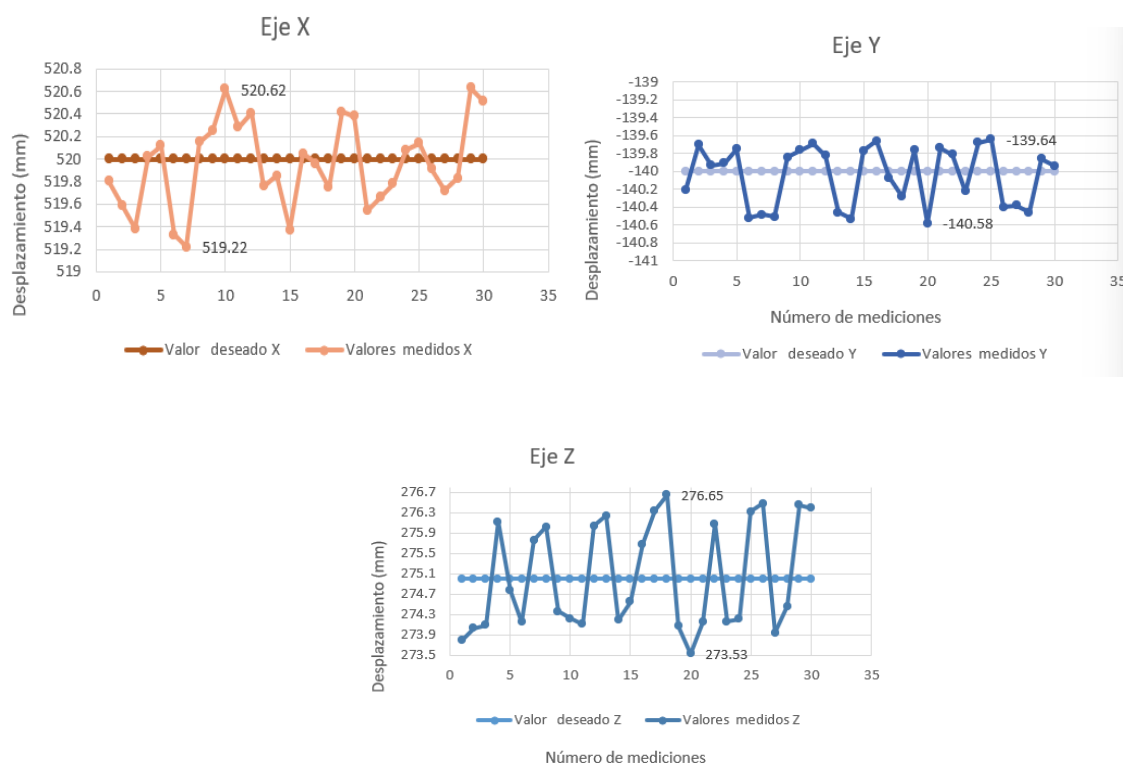 Eje X
Desplazamiento (mm)
520.8
520.6
520.4
520.2
520
519.8
519.6
519.4
519.2
519
520.62
519.22
0 5 10 15 20 25 30 35
Valor deseado X Valores medidos X
Eje Y
Desplazamiento (mm)
-139
-139.2
-139.4
-139.6
-139.8
-140
-140.2
-140.4
-140.6
-140.8
-141
-139.64
-140.58
0 5 10 15 20 25 30 35
Número de mediciones
Valor deseado Y Valores medidos Y
Eje Z
Desplazamiento (mm)
276.7
276.3
275.9
275.5
275.1
274.7
274.3
273.9
273.5
276.65
273.53
0 5 10 15 20 25 30 35
Valor deseado Z Valores medidos Z
Número de mediciones